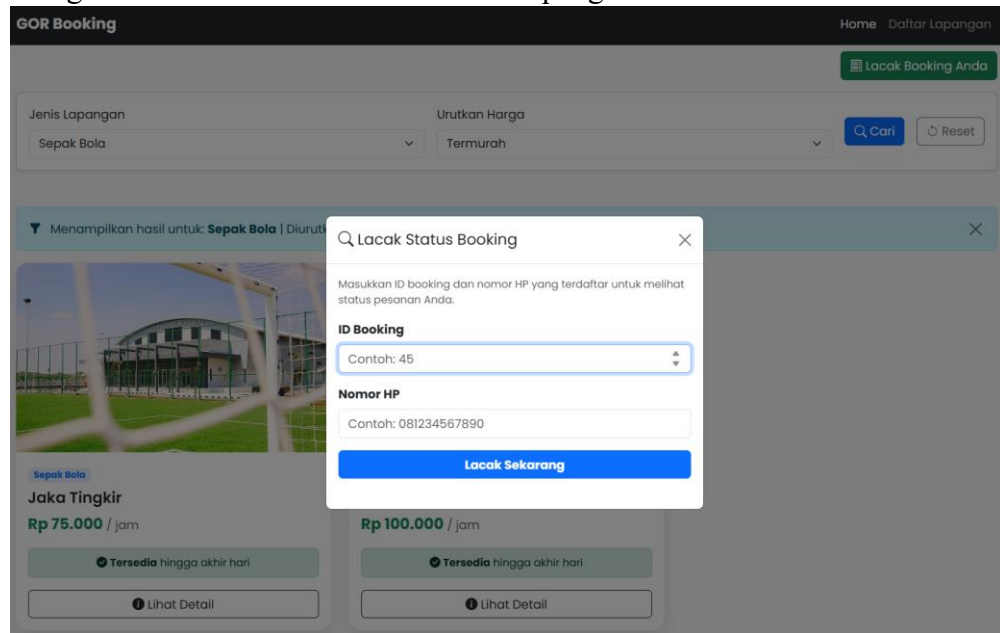 GOR Booking
Home Daftar Lapangan
Lacak Booking Anda
Jenis Lapangan
Urutkan Harga
Sepak Bola
Termurah
Cari
Reset
Menampilkan hasil untuk: Sepak Bola | Diurutk
Lacak Status Booking
Masukkan ID booking dan nomor HP yang terdaftar untuk melihat
status pesanan Anda.
ID Booking
Contoh: 45
Nomor HP
Contoh: 081234567890
Lacak Sekarang
Sepak Bola
Jaka Tingkir
Rp 75.000 / jam
Tersedia hingga akhir hari
Lihat Detail
Rp 100.000 / jam
Tersedia hingga akhir hari
Lihat Detail